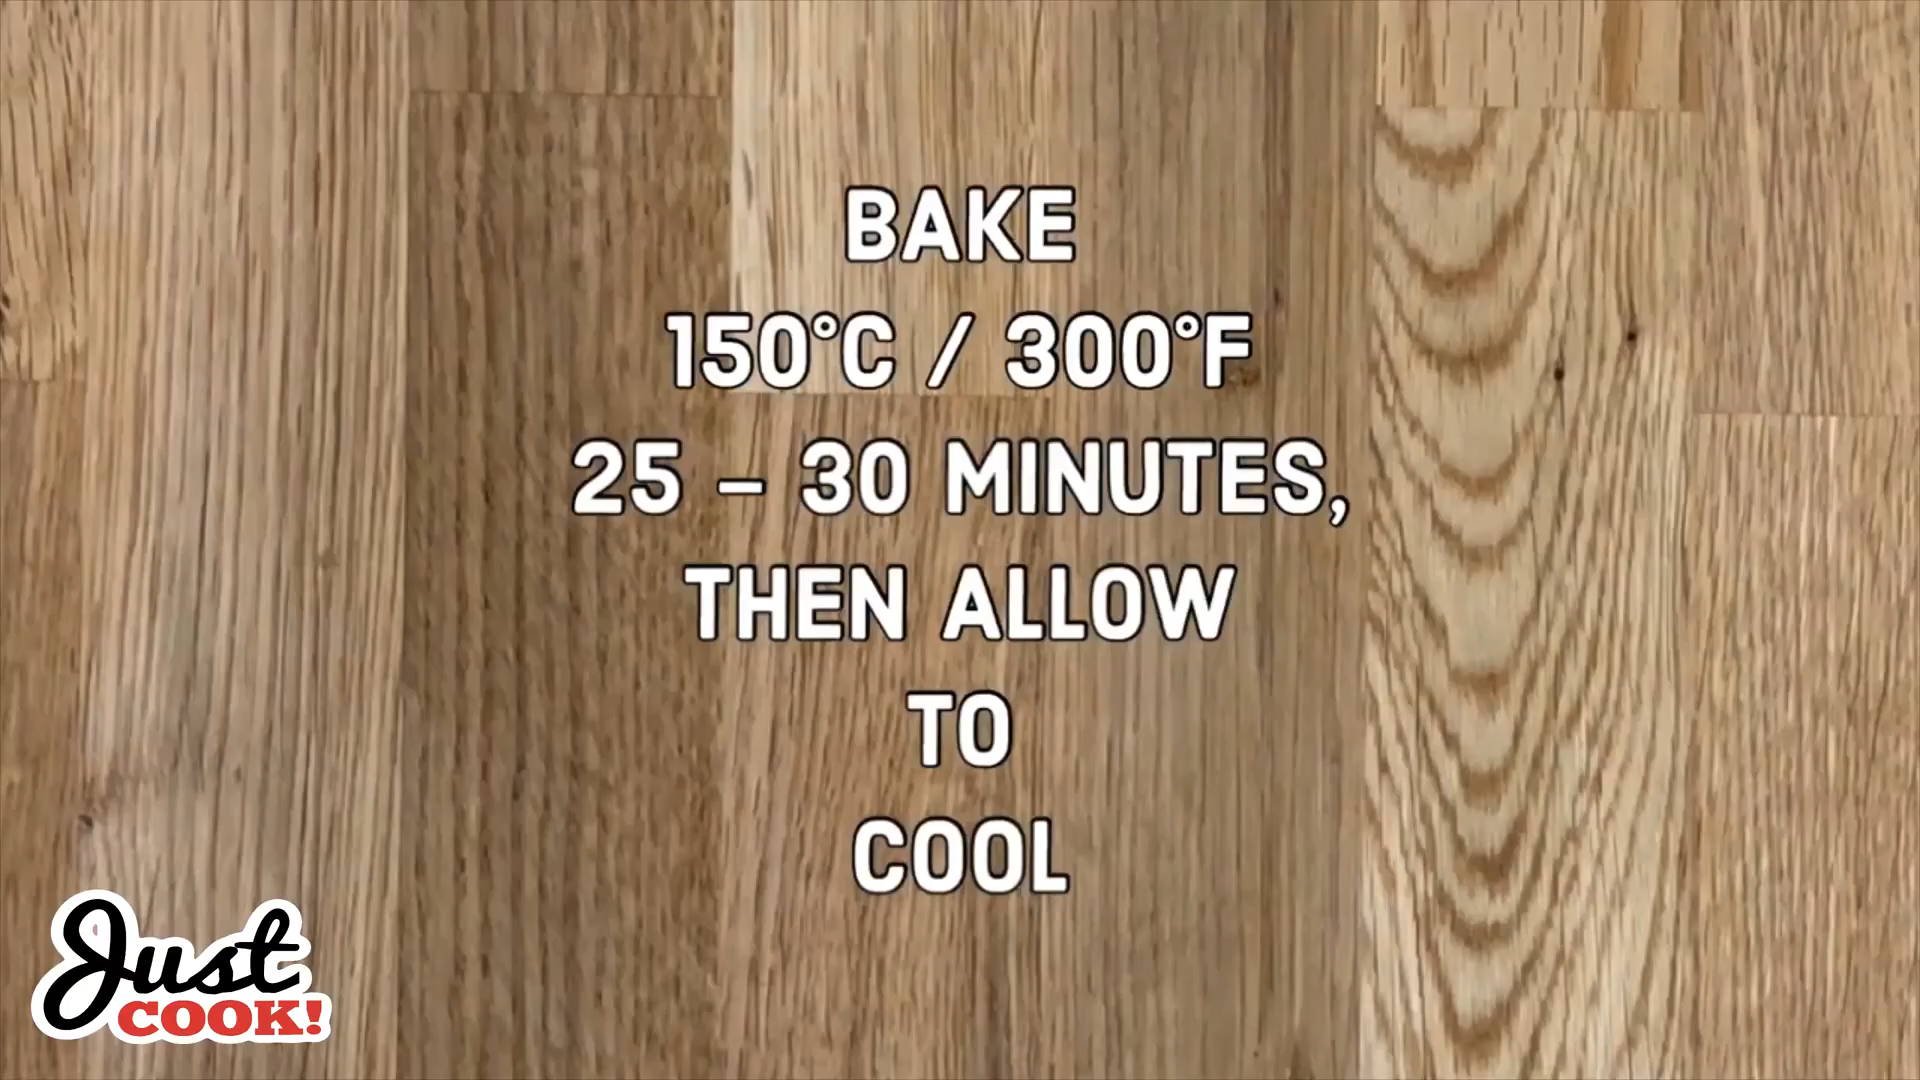 BAKE
150°C / 300°F
25 – 30 MINUTES,
THEN ALLOW
TO
COOL
Just
COOK!